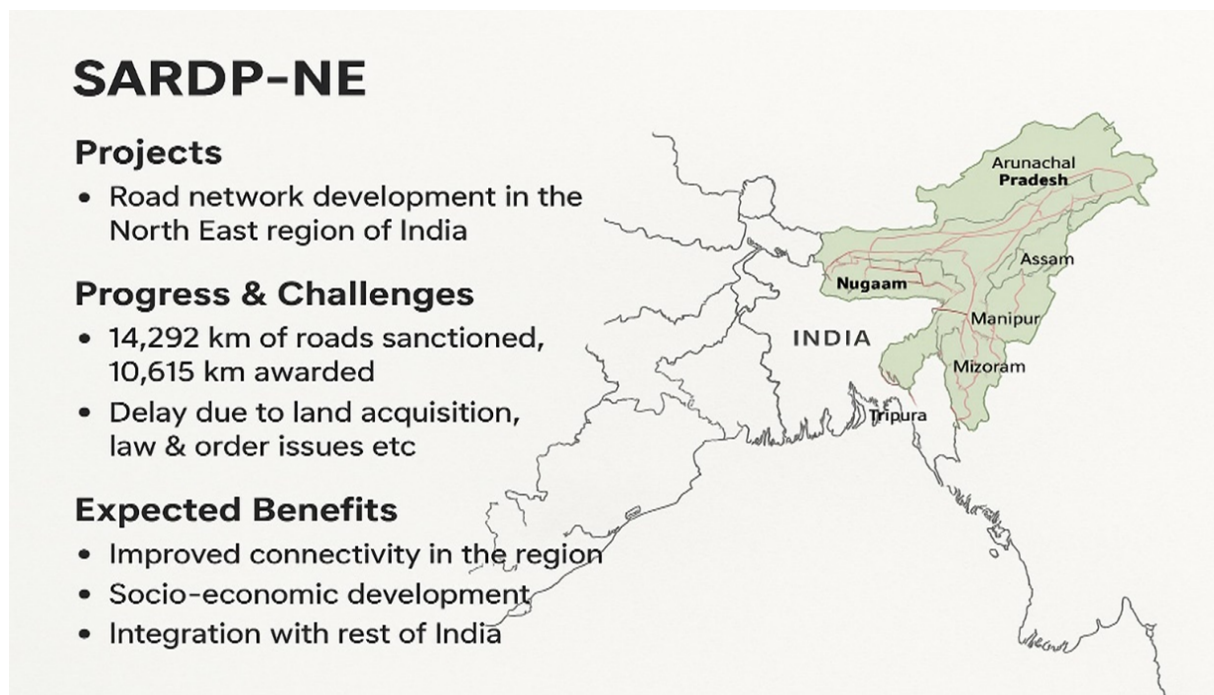 SARDP-NE
Projects
• Road network development in the
North East region of India
Progress & Challenges
• 14,292 km of roads sanctioned,
10,615 km awarded
• Delay due to land acquisition,
law & order issues etc
Expected Benefits
• Improved connectivity in the region
• Socio-economic development
• Integration with rest of India
Arunachal
Pradesh
Assam
Nugaam
Manipur
INDIA
Mizoram
Tripura